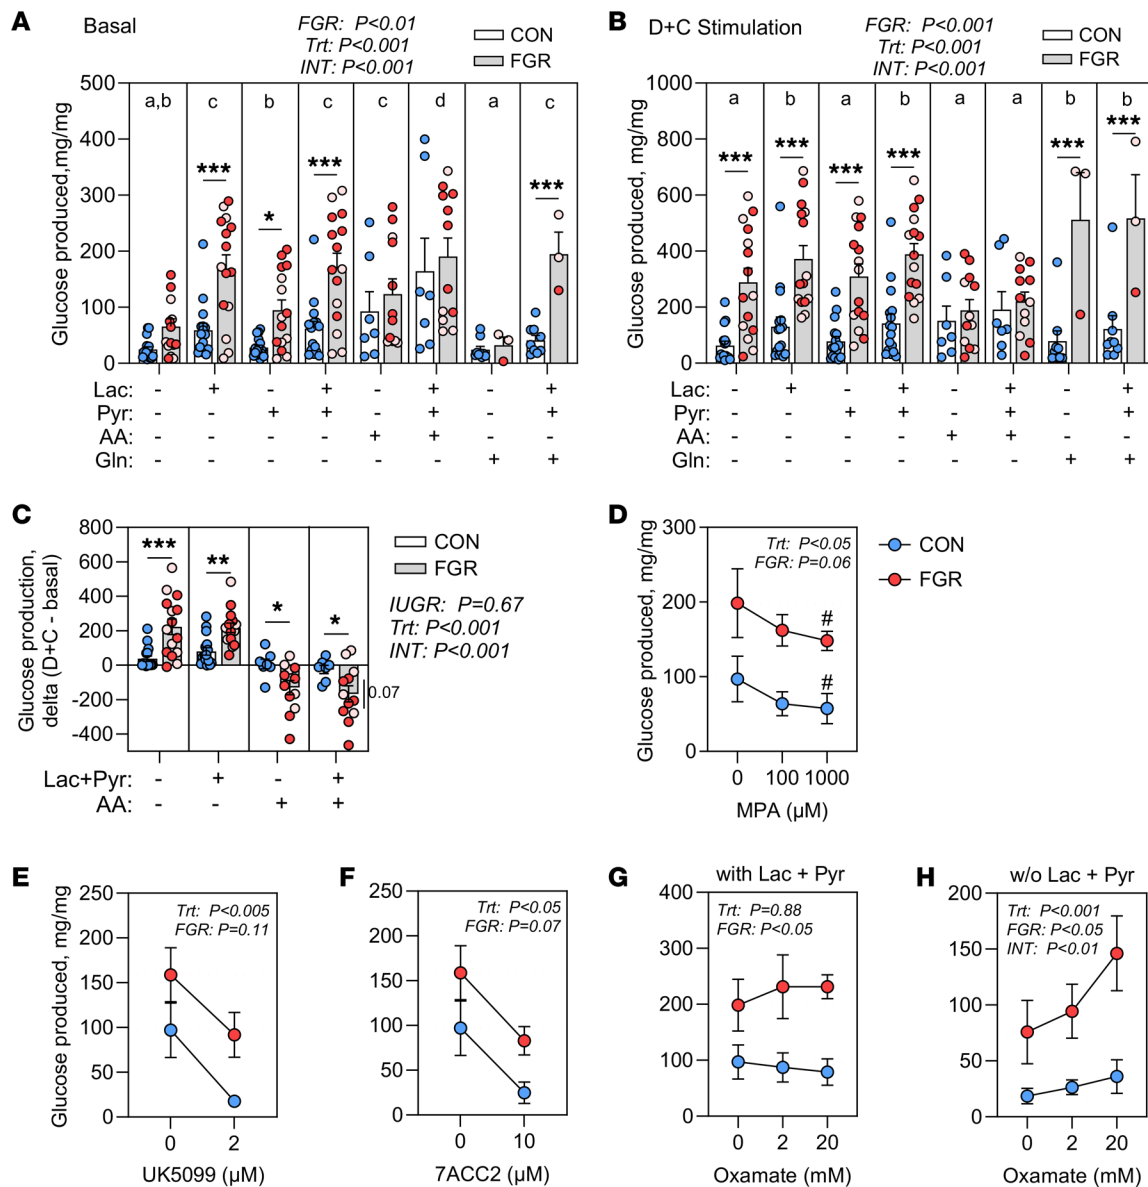 A
Basal
FGR: P<0.01
Trt: P<0.001
INT: P<0.001
CON
FGR
Glucose produced,mg/mg
500
400
300
200
100
0
a,b
c
b
c
c
d
a
c
***
*
***
***
Lac: - + - + - + - +
Pyr: - - + + - + - +
AA: - - - - + + - -
Gln: - - - - - - + +
B
D+C Stimulation
FGR: P<0.001
Trt: P<0.001
INT: P<0.001
CON
FGR
Glucose produced, mg/mg
1000
800
600
400
200
0
a
b
a
b
a
a
b
b
***
***
***
***
***
***
Lac: - + - + - + - +
Pyr: - - + + - + - +
AA: - - - - + + - -
Gln: - - - - - - + +
C
Glucose production,
delta (D+C - basal)
800
600
400
200
0
-200
-400
***
**
*
*
0.07
CON
FGR
IUGR: P=0.67
Trt: P<0.001
INT: P<0.001
Lac+Pyr: - + - +
AA: - - + +
D
Glucose produced, mg/mg
300
200
100
0
Trt: P<0.05
FGR: P=0.06
#
#
0 100 1000
MPA (µM)
CON
FGR
E
Glucose produced, mg/mg
250
200
150
100
50
0
Trt: P<0.005
FGR: P=0.11
0 2
UK5099 (µM)
F
250
200
150
100
50
0
Trt: P<0.05
FGR: P=0.07
0 10
7ACC2 (µM)
G
with Lac + Pyr
400
300
200
100
0
Trt: P=0.88
FGR: P<0.05
0 2 20
Oxamate (mM)
H
w/o Lac + Pyr
200
150
100
50
0
Trt: P<0.001
FGR: P<0.05
INT: P<0.01
0 2 20
Oxamate (mM)